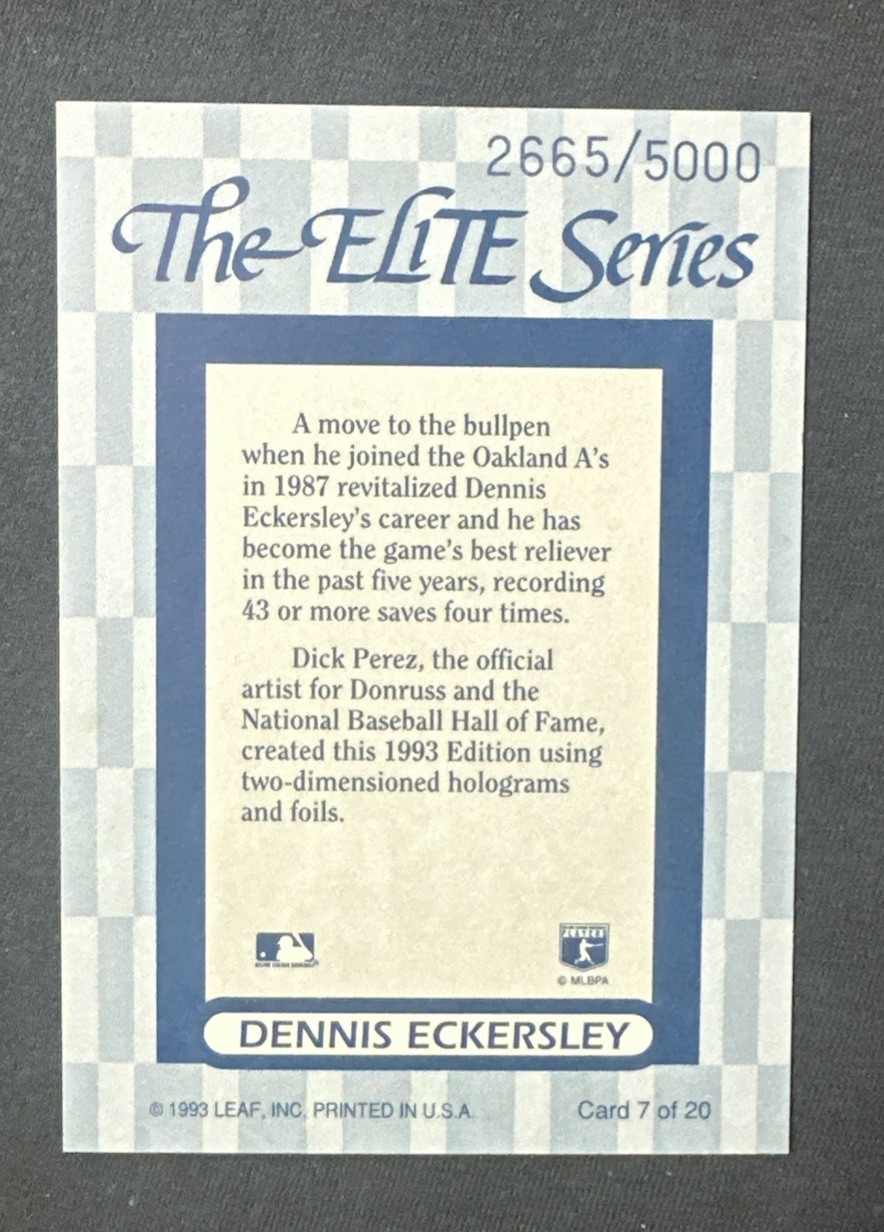 2665/5000
The ELiTE Series
A move to the bullpen
when he joined the Oakland A's
in 1987 revitalized Dennis
Eckersley's career and he has
become the game's best reliever
in the past five years, recording
43 or more saves four times.
Dick Perez, the official
artist for Donruss and the
National Baseball Hall of Fame,
created this 1993 Edition using
two-dimensioned holograms
and foils.
PLAYERS
© MLBPA
DENNIS ECKERSLEY
© 1993 LEAF, INC. PRINTED IN U.S.A.
Card 7 of 20